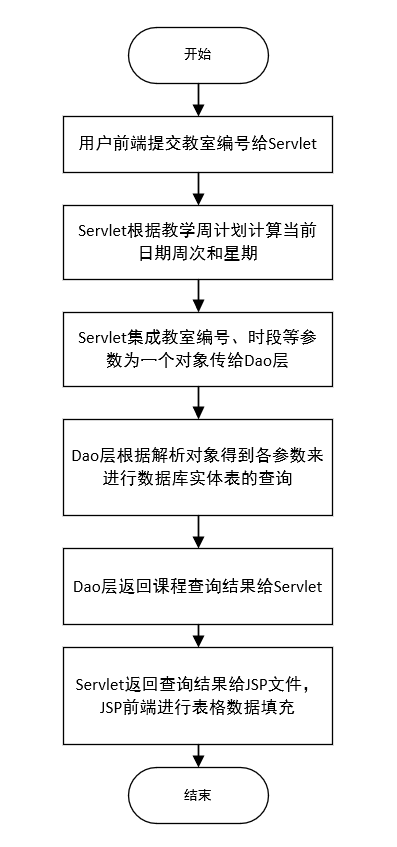 开始
用户前端提交教室编号给Servlet
Servlet根据教学周计划计算当前
日期周次和星期
Servlet集成教室编号、时段等参
数为一个对象传给Dao层
Dao层根据解析对象得到各参数来
进行数据库实体表的查询
Dao层返回课程查询结果给Servlet
Servlet返回查询结果给JSP文件，
JSP前端进行表格数据填充
结束